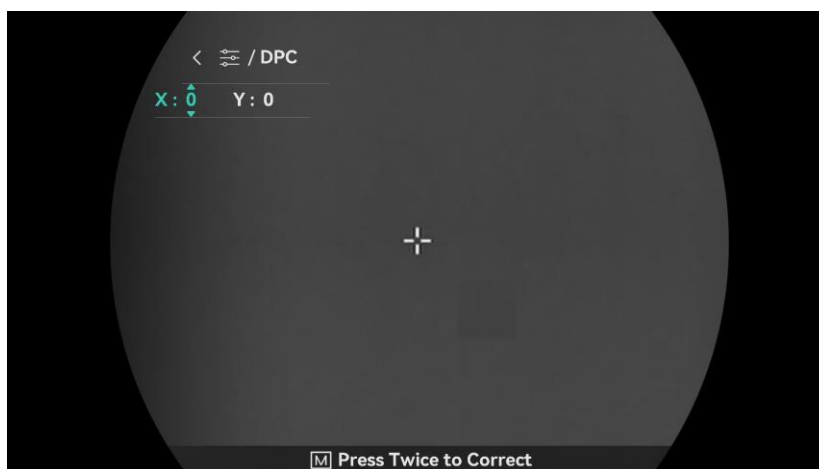 / DPC
X: 0 Y: 0
M Press Twice to Correct